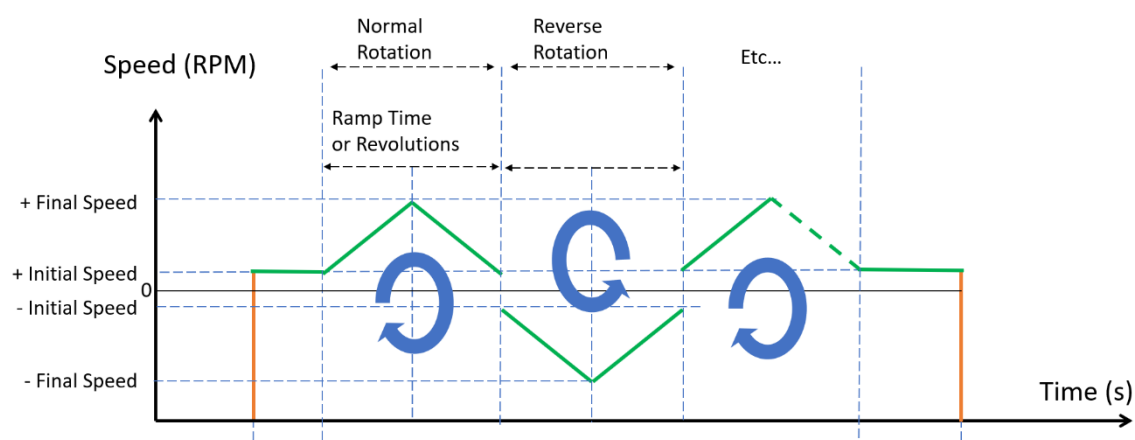 Normal
Rotation
Reverse
Rotation
Etc...
Speed (RPM)
Ramp Time
or Revolutions
+ Final Speed
+ Initial Speed
0
- Initial Speed
- Final Speed
Time (s)